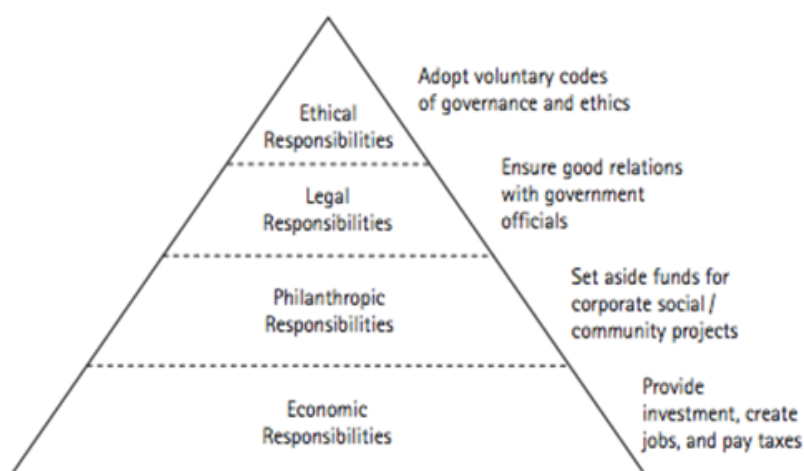 Adopt voluntary codes
of governance and ethics
Ethical
Responsibilities
Ensure good relations
with government
officials
Legal
Responsibilities
Set aside funds for
corporate social /
community projects
Philanthropic
Responsibilities
Provide
investment, create
jobs, and pay taxes
Economic
Responsibilities